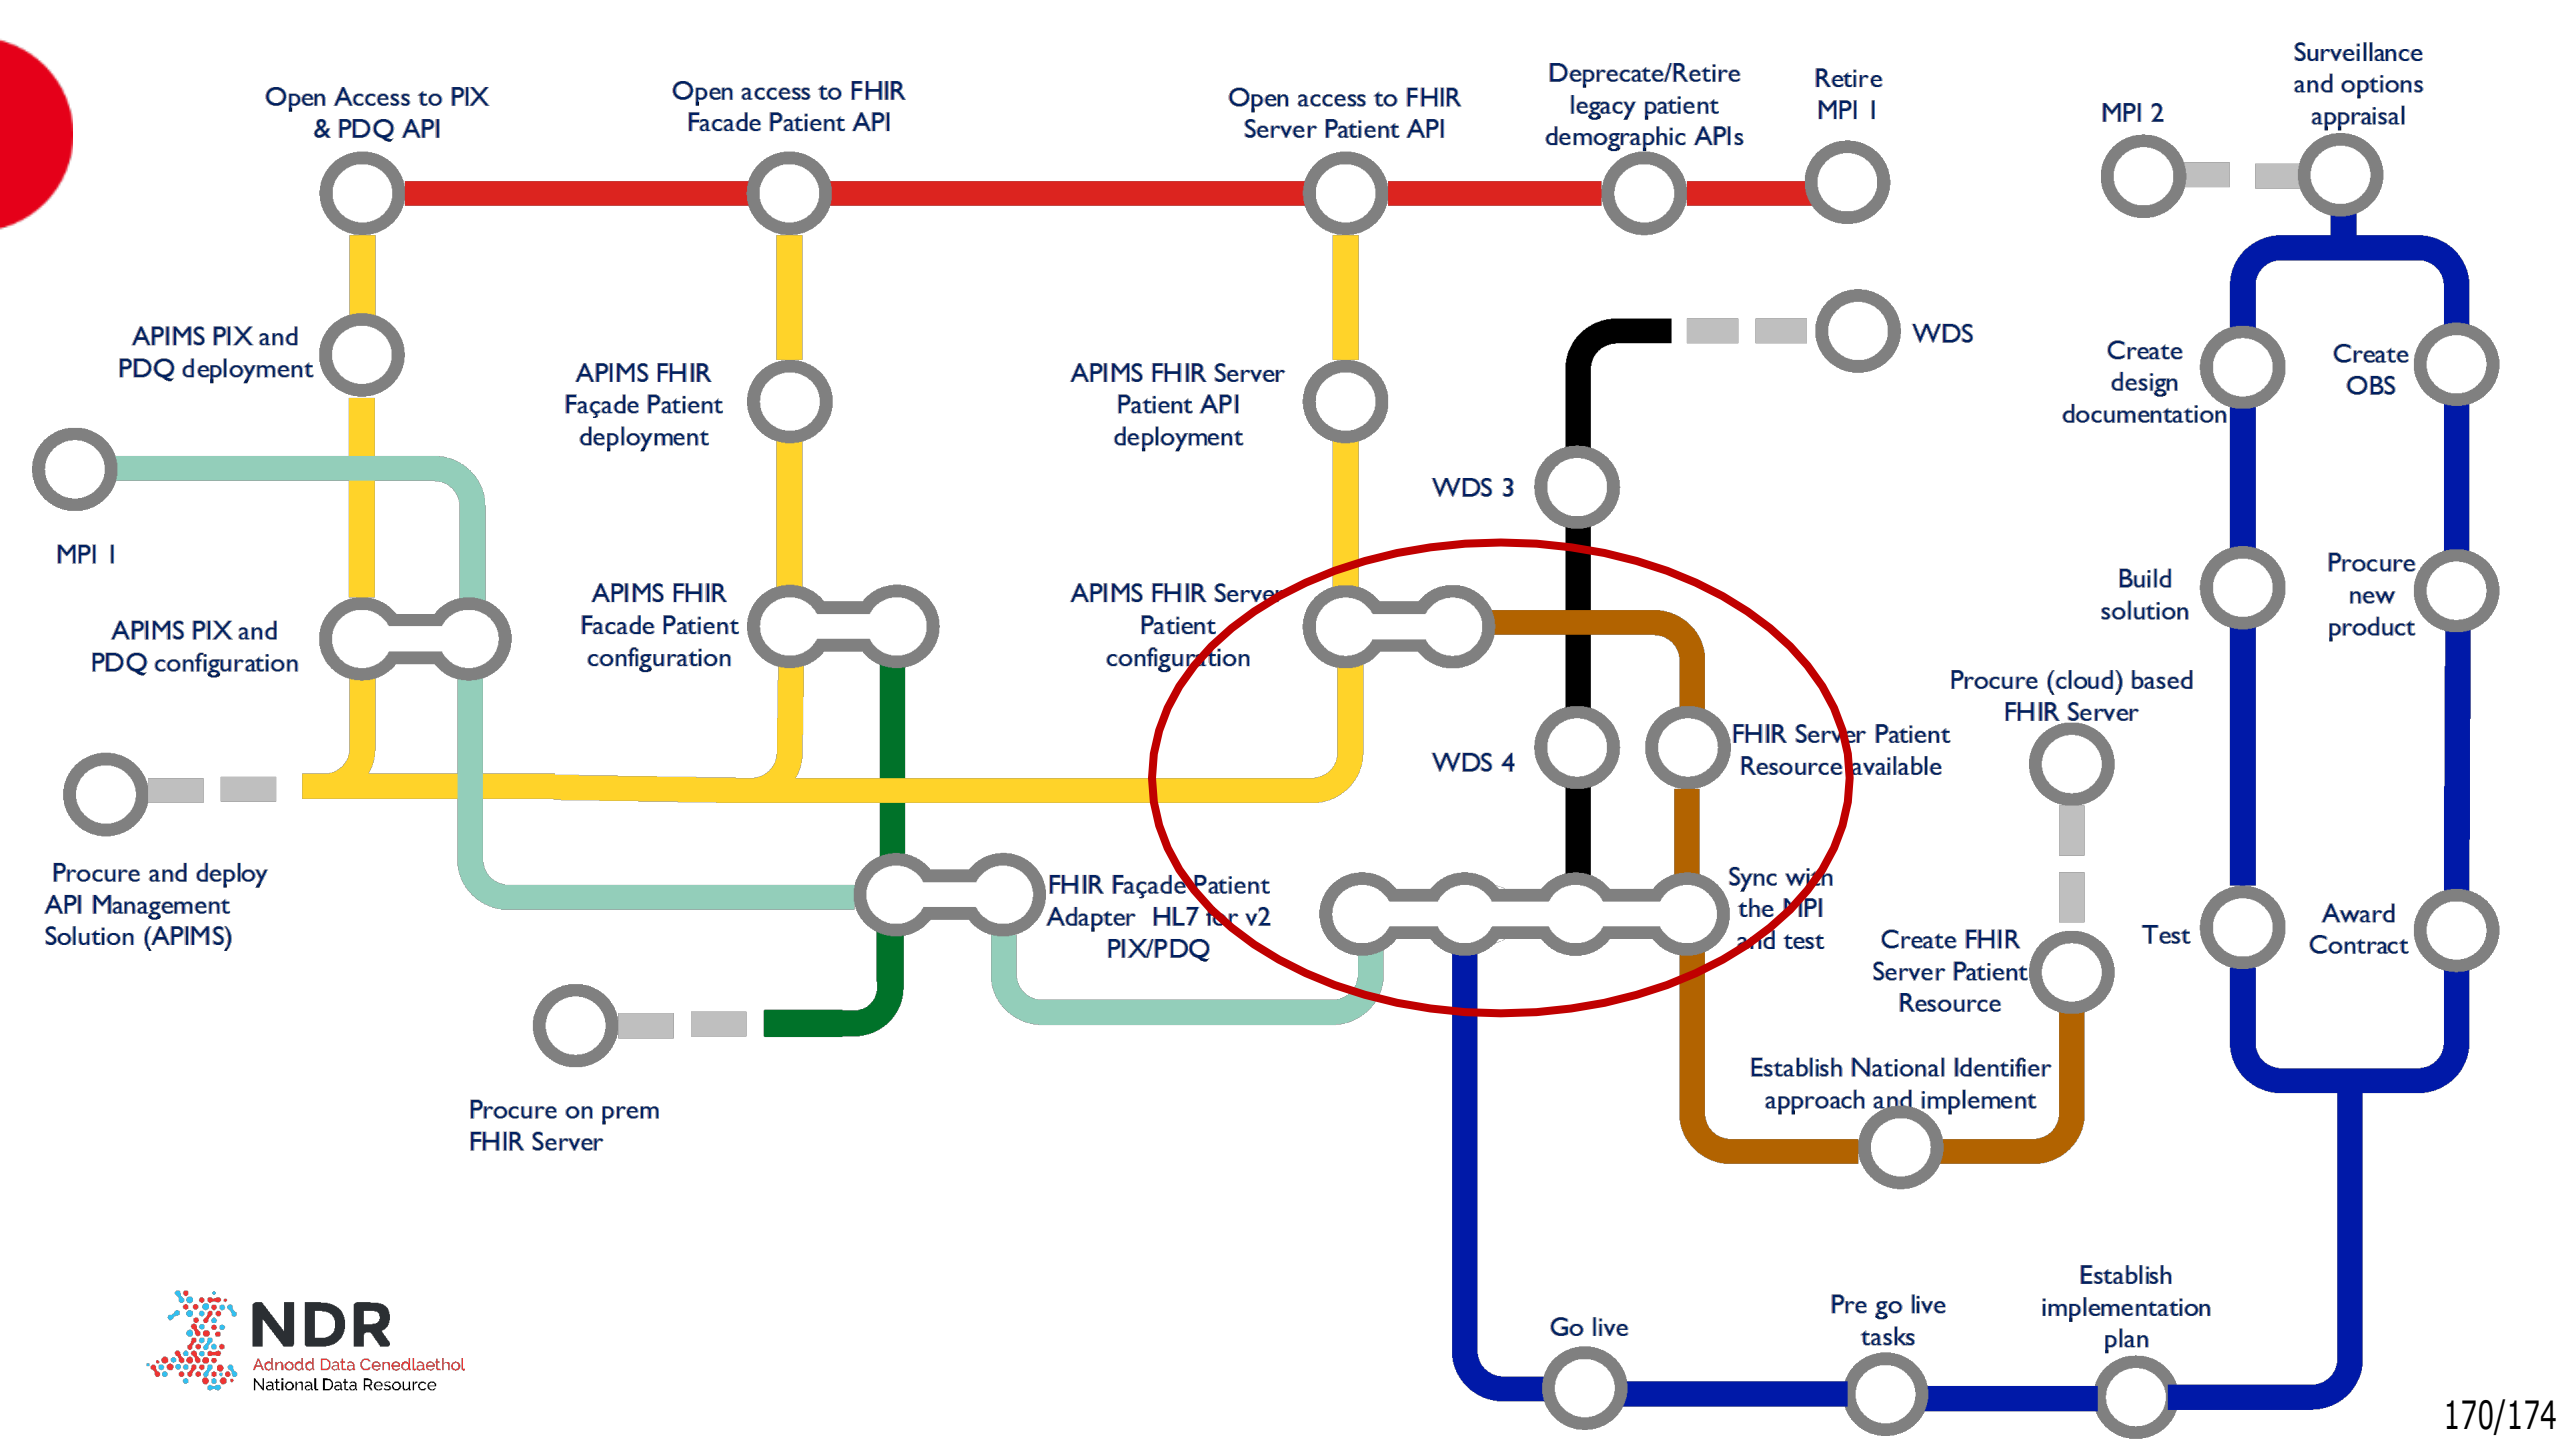 Open Access to PIX
& PDQ API
Open access to FHIR
Facade Patient API
Open access to FHIR
Server Patient API
Deprecate/Retire
legacy patient
demographic APIs
Retire
MPI 1
MPI 2
Surveillance
and options
appraisal
APIMS PIX and
PDQ deployment
APIMS FHIR
Façade Patient
deployment
APIMS FHIR Server
Patient API
deployment
WDS
Create
design
documentation
Create
OBS
MPI 1
WDS 3
APIMS PIX and
PDQ configuration
APIMS FHIR
Facade Patient
configuration
APIMS FHIR Server
Patient
configuration
Build
solution
Procure
new
product
Procure (cloud) based
FHIR Server
WDS 4
FHIR Server Patient
Resource available
Procure and deploy
API Management
Solution (APIMS)
FHIR Façade Patient
Adapter HL7 for v2
PIX/PDQ
Sync with
the MPI
and test
Create FHIR
Server Patient
Resource
Test
Award
Contract
Procure on prem
FHIR Server
Establish National Identifier
approach and implement
Go live
Pre go live
tasks
Establish
implementation
plan
NDR
Adnodd Data Cenedlaethol
National Data Resource
170/174